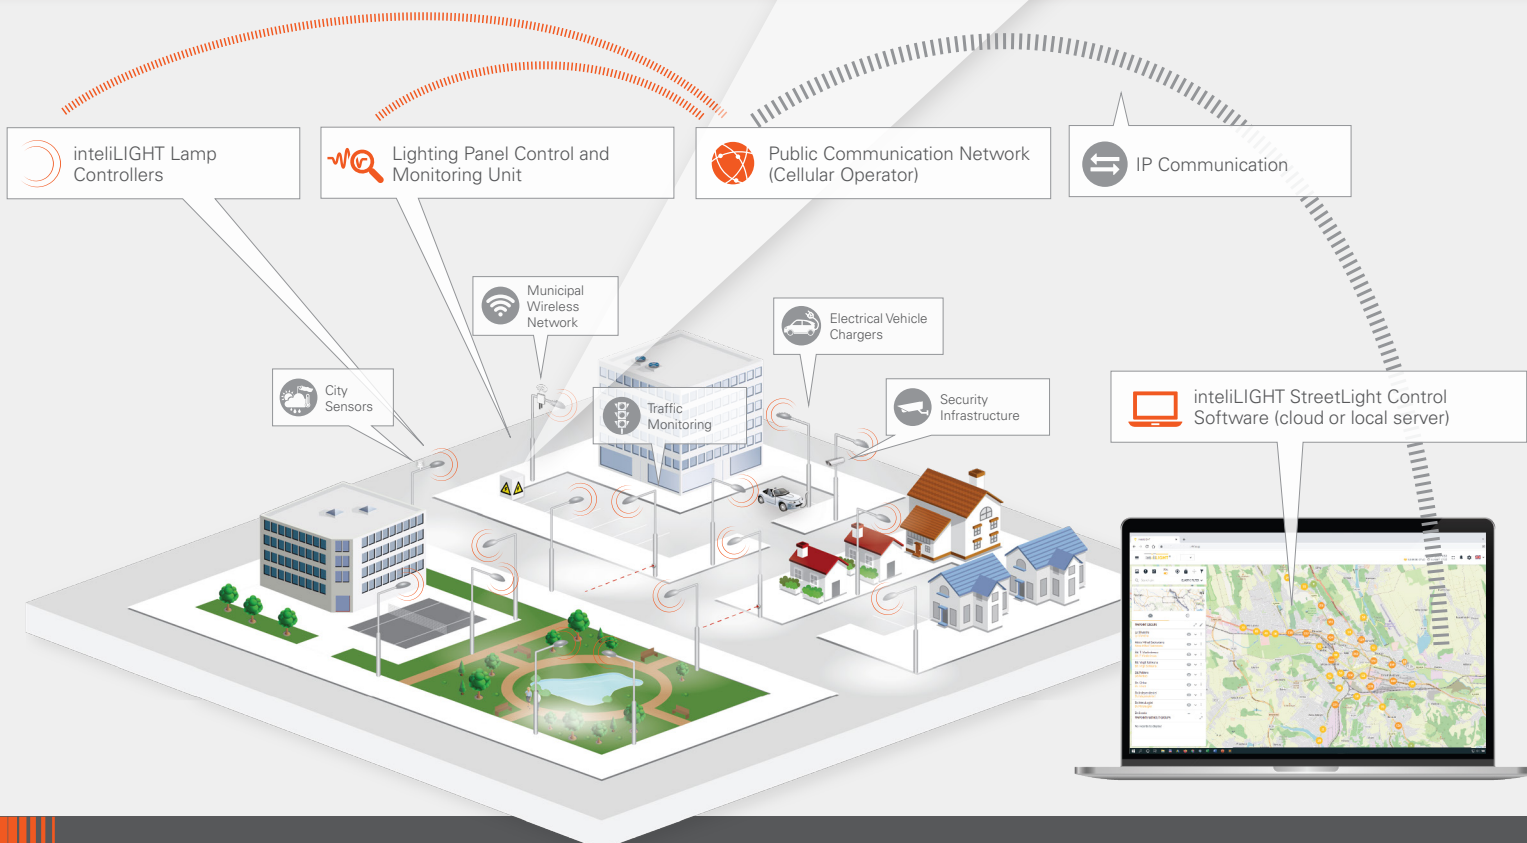 inteliLIGHT Lamp
Controllers
Lighting Panel Control and
Monitoring Unit
Public Communication Network
(Cellular Operator)
IP Communication
Municipal
Wireless
Network
Electrical Vehicle
Chargers
City
Sensors
Traffic
Monitoring
Security
Infrastructure
inteliLIGHT StreetLight Control
Software (cloud or local server)